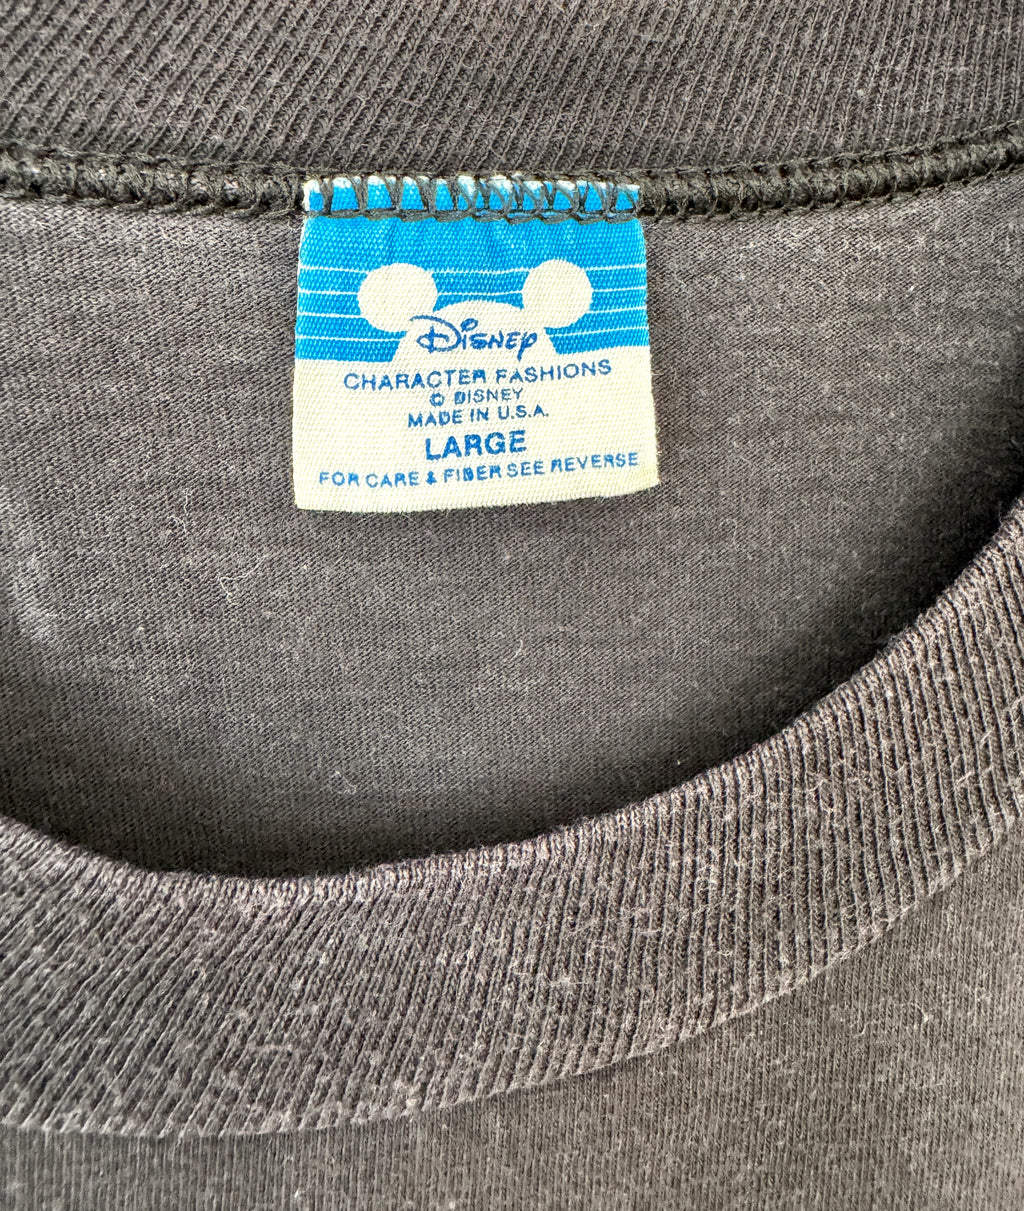 Disney
CHARACTER FASHIONS
© DISNEY
MADE IN U.S.A.
LARGE
FOR CARE & FIBER SEE REVERSE